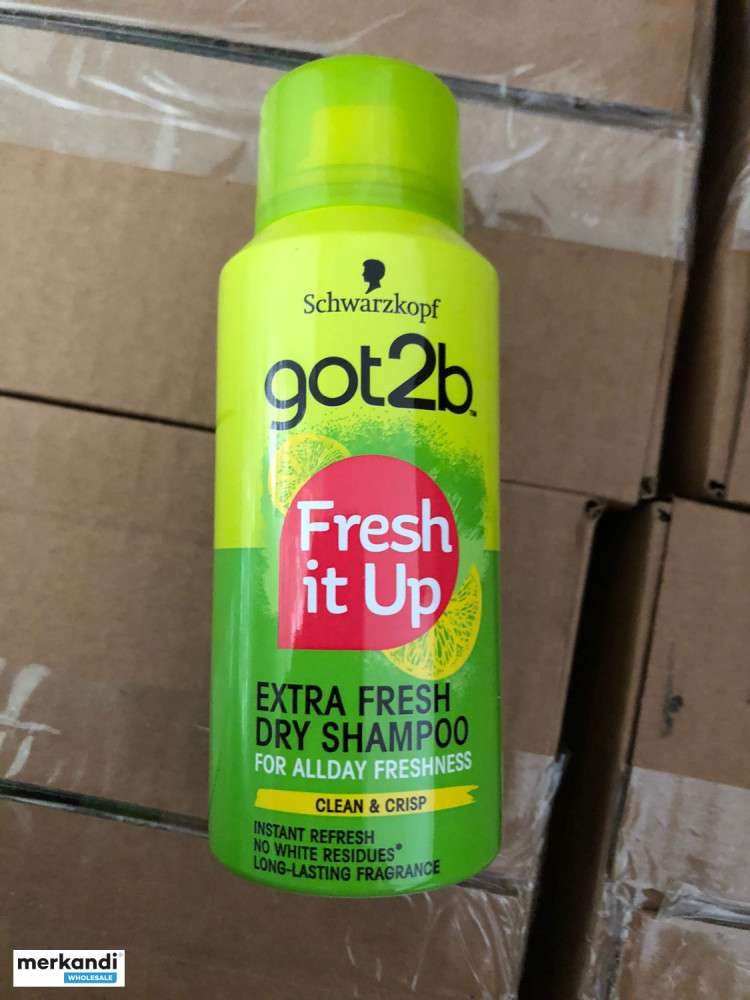 Schwarzkopf
got2b™
Fresh
it Up
EXTRA FRESH
DRY SHAMPOO
FOR ALLDAY FRESHNESS
CLEAN & CRISP
INSTANT REFRESH
NO WHITE RESIDUES*
LONG-LASTING FRAGRANCE
merkandi®
WHOLESALE